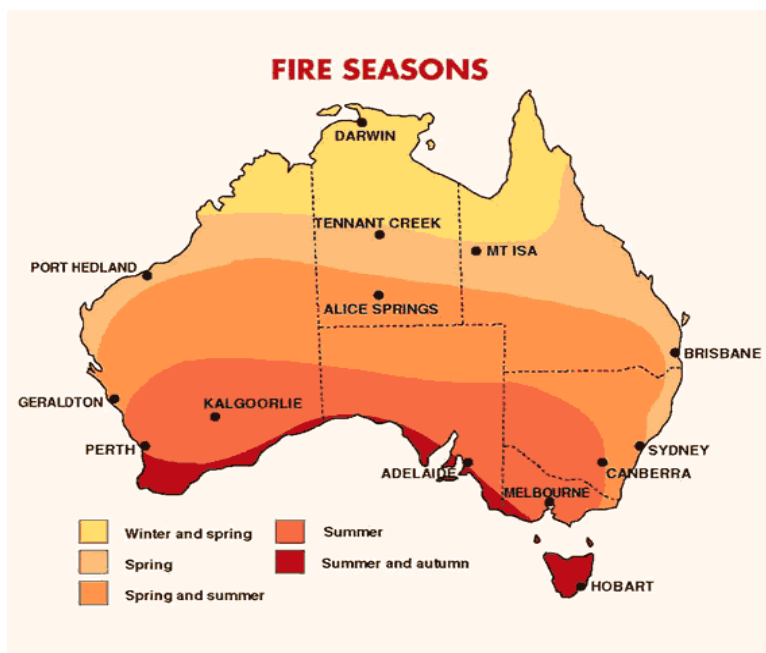 FIRE SEASONS
DARWIN
TENNANT CREEK
MT ISA
PORT HEDLAND
ALICE SPRINGS
BRISBANE
GERALDTON
KALGOORLIE
PERTH
SYDNEY
ADELAIDE
CANBERRA
MELBOURNE
Winter and spring
Summer
Spring
Summer and autumn
Spring and summer
HOBART